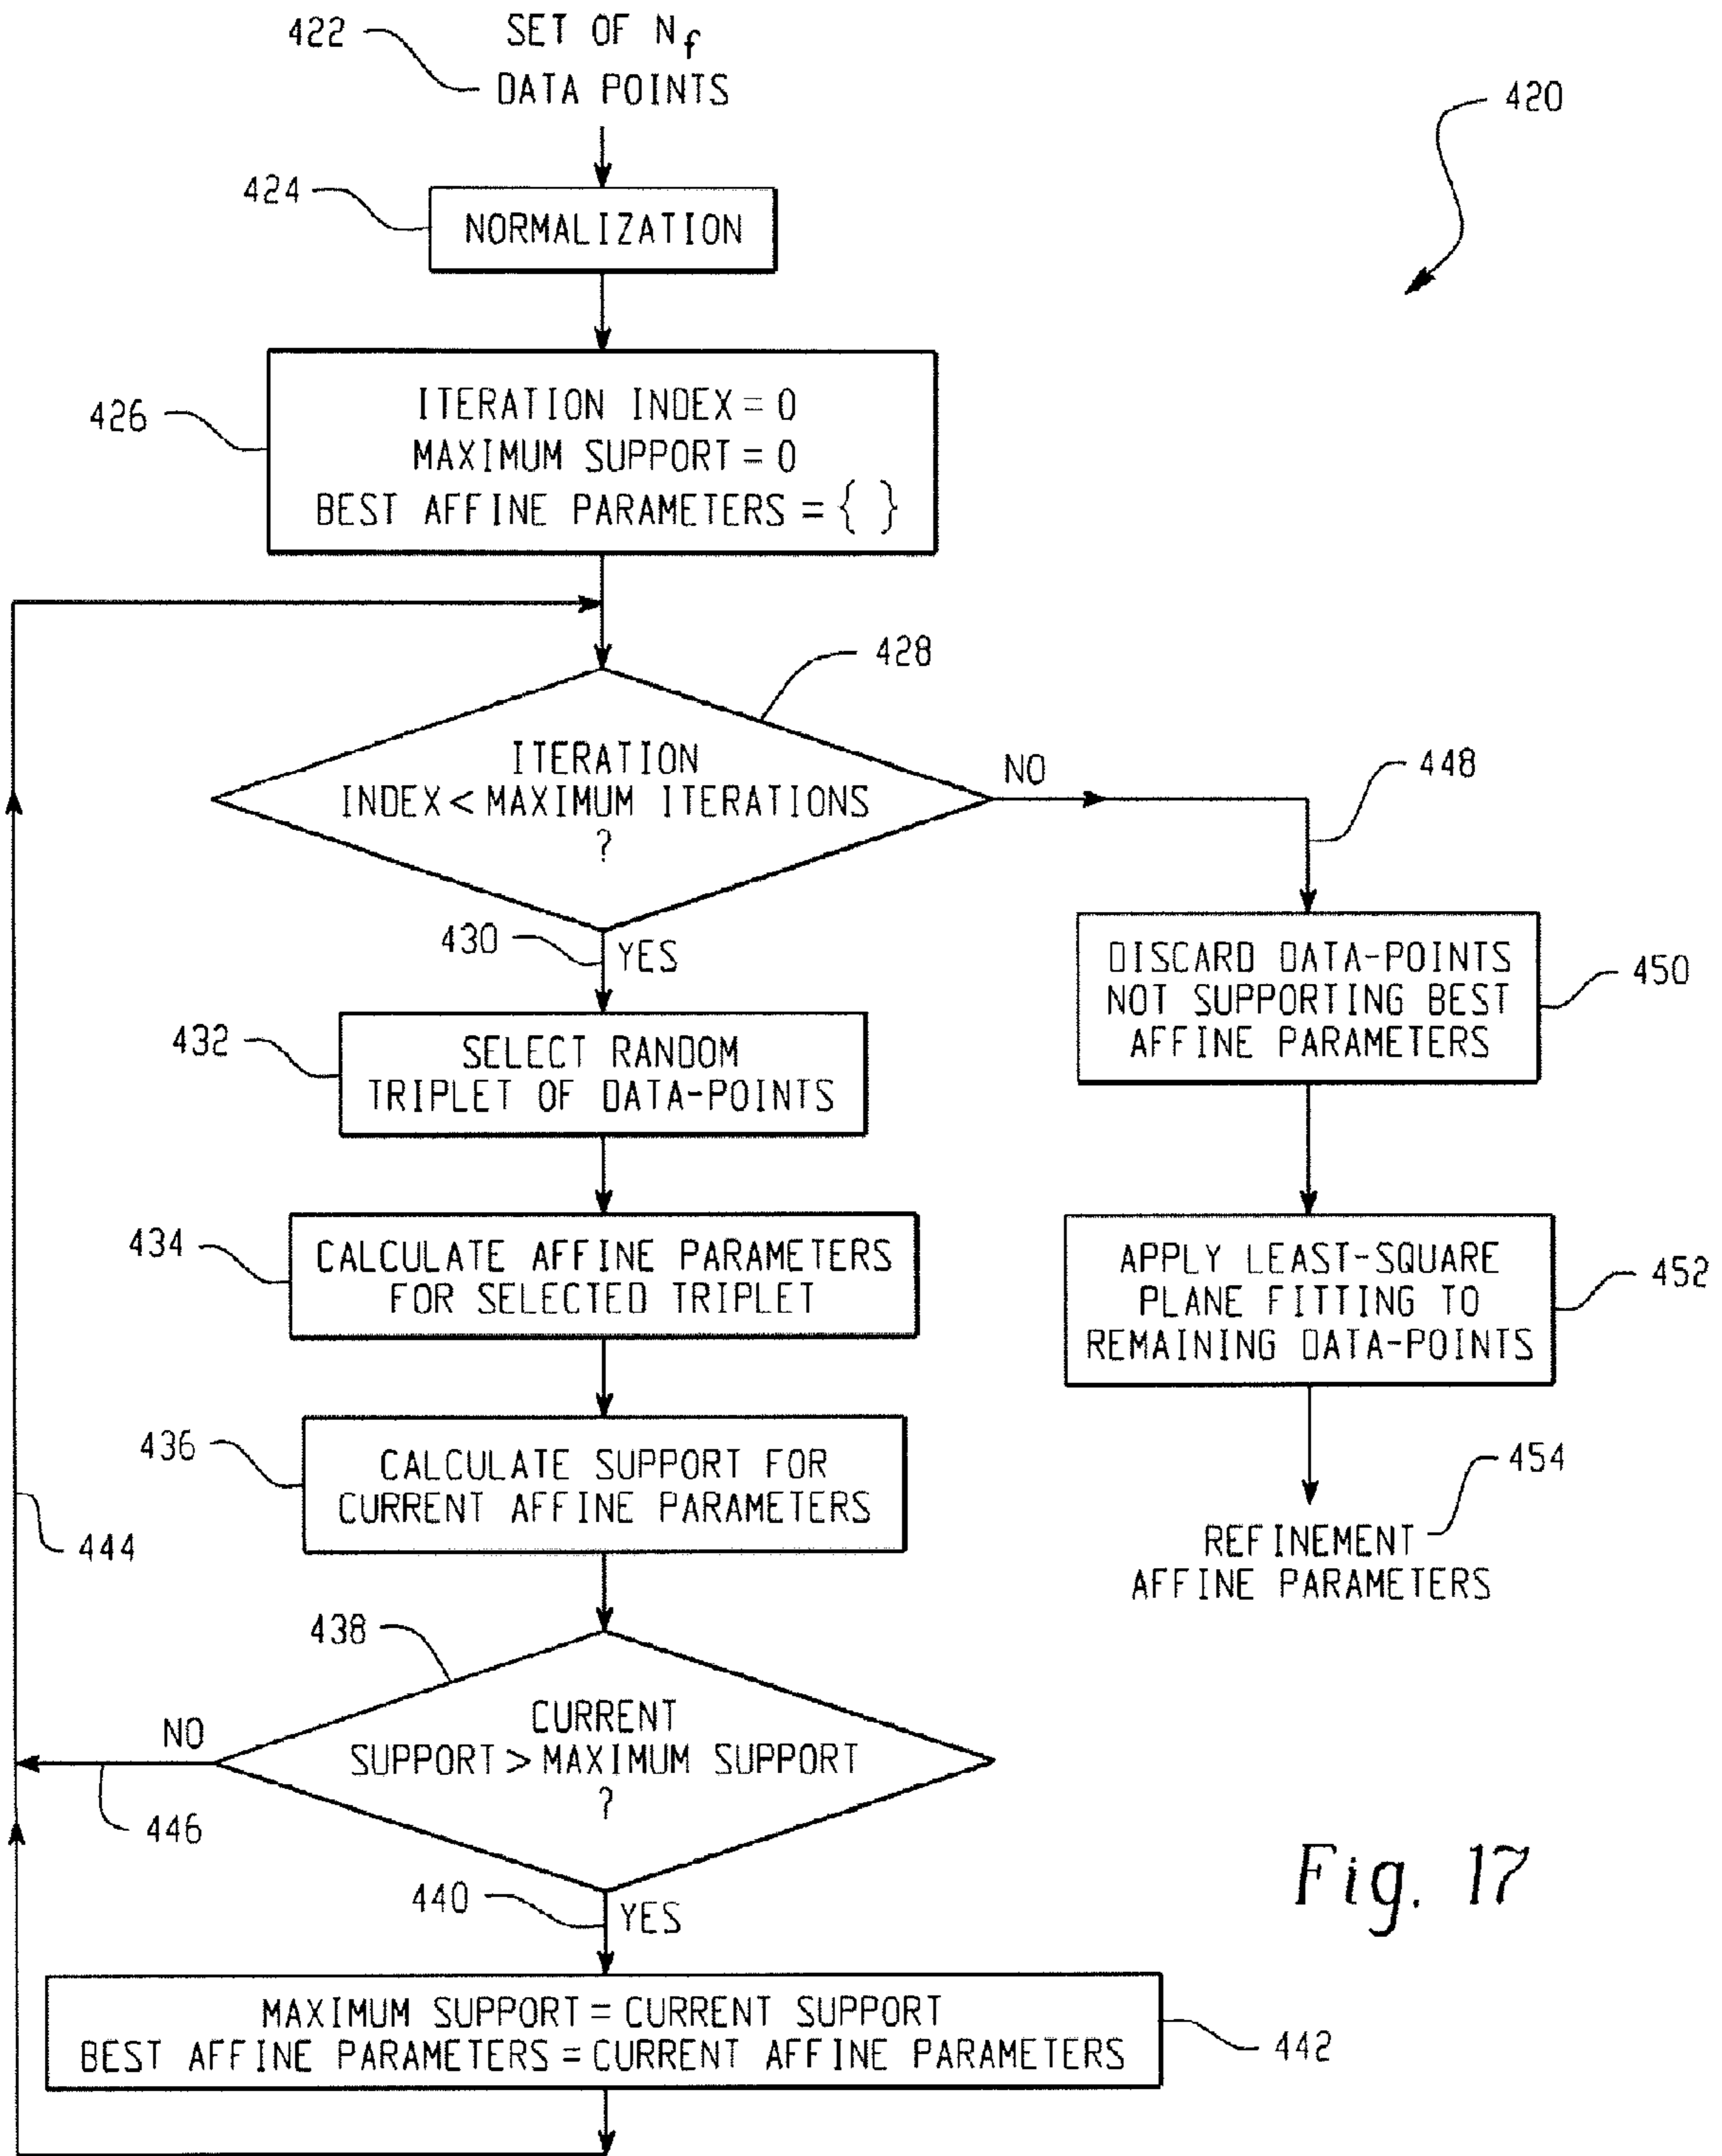 422
SET OF Nf
DATA POINTS
420
424
NORMALIZATION
426
ITERATION INDEX = 0
MAXIMUM SUPPORT = 0
BEST AFFINE PARAMETERS = { }
428
ITERATION
INDEX < MAXIMUM ITERATIONS
?
NO
448
430
YES
432
SELECT RANDOM
TRIPLET OF DATA-POINTS
DISCARD DATA-POINTS
NOT SUPPORTING BEST
AFFINE PARAMETERS
450
434
CALCULATE AFFINE PARAMETERS
FOR SELECTED TRIPLET
APPLY LEAST-SQUARE
PLANE FITTING TO
REMAINING DATA-POINTS
452
436
CALCULATE SUPPORT FOR
CURRENT AFFINE PARAMETERS
454
REFINEMENT
AFFINE PARAMETERS
444
438
CURRENT
SUPPORT > MAXIMUM SUPPORT
?
NO
446
440
YES
MAXIMUM SUPPORT = CURRENT SUPPORT
BEST AFFINE PARAMETERS = CURRENT AFFINE PARAMETERS
442
Fig. 17